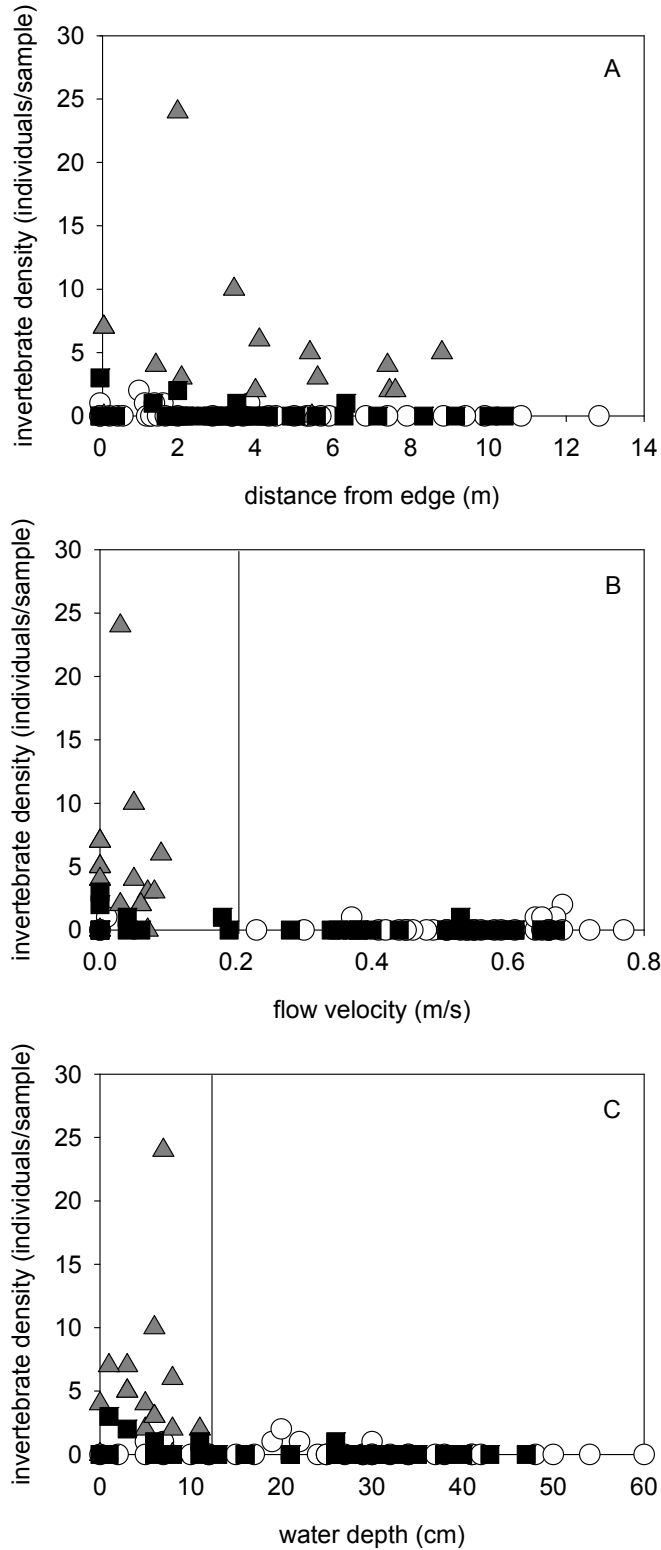 invertebrate density (individuals/sample)
30
25
20
15
10
5
0
A
0 2 4 6 8 10 12 14
distance from edge (m)
invertebrate density (individuals/sample)
30
25
20
15
10
5
0
B
0.0 0.2 0.4 0.6 0.8
flow velocity (m/s)
invertebrate density (individuals/sample)
30
25
20
15
10
5
0
C
0 10 20 30 40 50 60
water depth (cm)